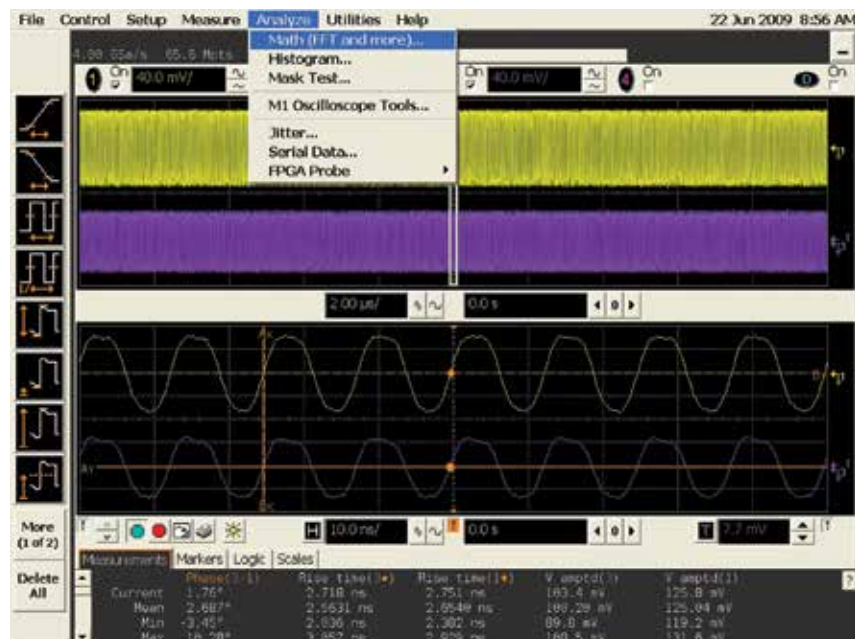 File Control Setup Measure Analyze Utilities Help 22 Jun 2009 8:56 AM
Math (FFT and more)...
Histogram...
Mask Test...
M1 Oscilloscope Tools...
Jitter...
Serial Data...
FPGA Probe
4.00 GSa/s 65.6 Mpts
1 On 40.0 mV/ On 40.0 mV/ 4 On On
2.00 µs/ 0.0 s
More
(1 of 2)
H 10.0 ns/ T 0.0 s T 7.7 mV
Measurements Markers Logic Scales
Delete
All
Phase(3-1) Rise time(3) Rise time(1) V amptd(3) V amptd(1)
Current 1.76° 2.718 ns 2.751 ns 103.4 mV 125.8 mV
Mean 2.687° 2.5631 ns 2.6540 ns 125.04 mV
Min -3.45° 2.036 ns 2.302 ns 89.8 mV 119.2 mV
Max